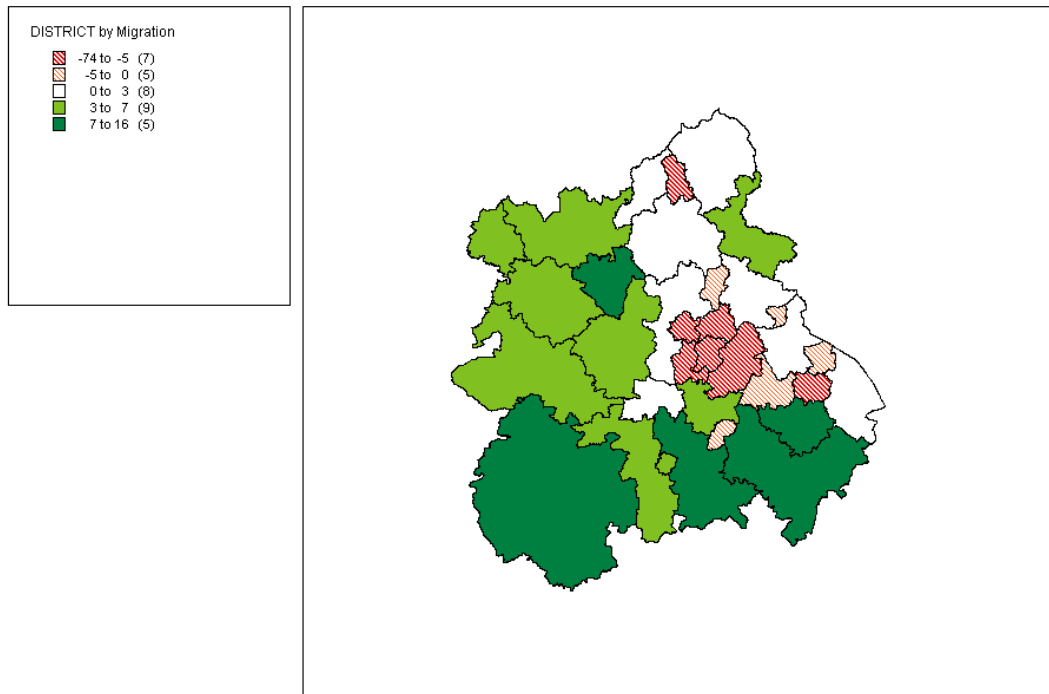 DISTRICT by Migration
-74 to -5 (7)
-5 to 0 (5)
0 to 3 (8)
3 to 7 (9)
7 to 16 (5)